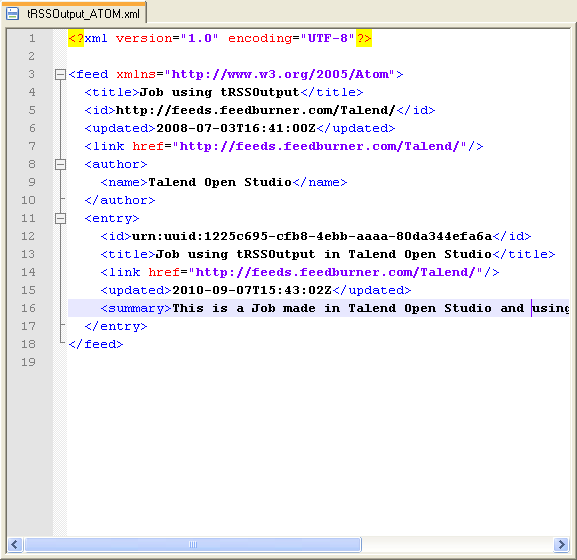 tRSSOutput_ATOM.xml
1 <?xml version="1.0" encoding="UTF-8"?>
2
3 <feed xmlns="http://www.w3.org/2005/Atom">
4 <title>Job using tRSSOutput</title>
5 <id>http://feeds.feedburner.com/Talend/</id>
6 <updated>2008-07-03T16:41:00Z</updated>
7 <link href="http://feeds.feedburner.com/Talend/"/>
8 <author>
9 <name>Talend Open Studio</name>
10 </author>
11 <entry>
12 <id>urn:uuid:1225c695-cfb8-4ebb-aaaa-80da344efa6a</id>
13 <title>Job using tRSSOutput in Talend Open Studio</title>
14 <link href="http://feeds.feedburner.com/Talend/"/>
15 <updated>2010-09-07T15:43:02Z</updated>
16 <summary>This is a Job made in Talend Open Studio and using
17 </entry>
18 </feed>
19